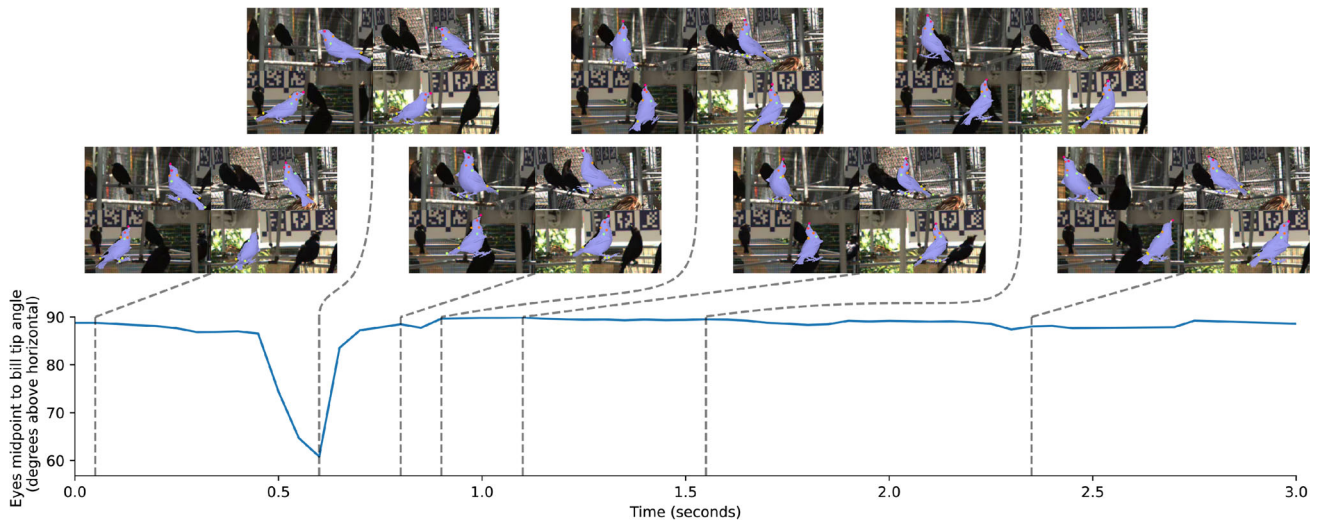 90
80
70
60
Eyes midpoint to bill tip angle
(degrees above horizontal)
0.0 0.5 1.0 1.5 2.0 2.5 3.0
Time (seconds)